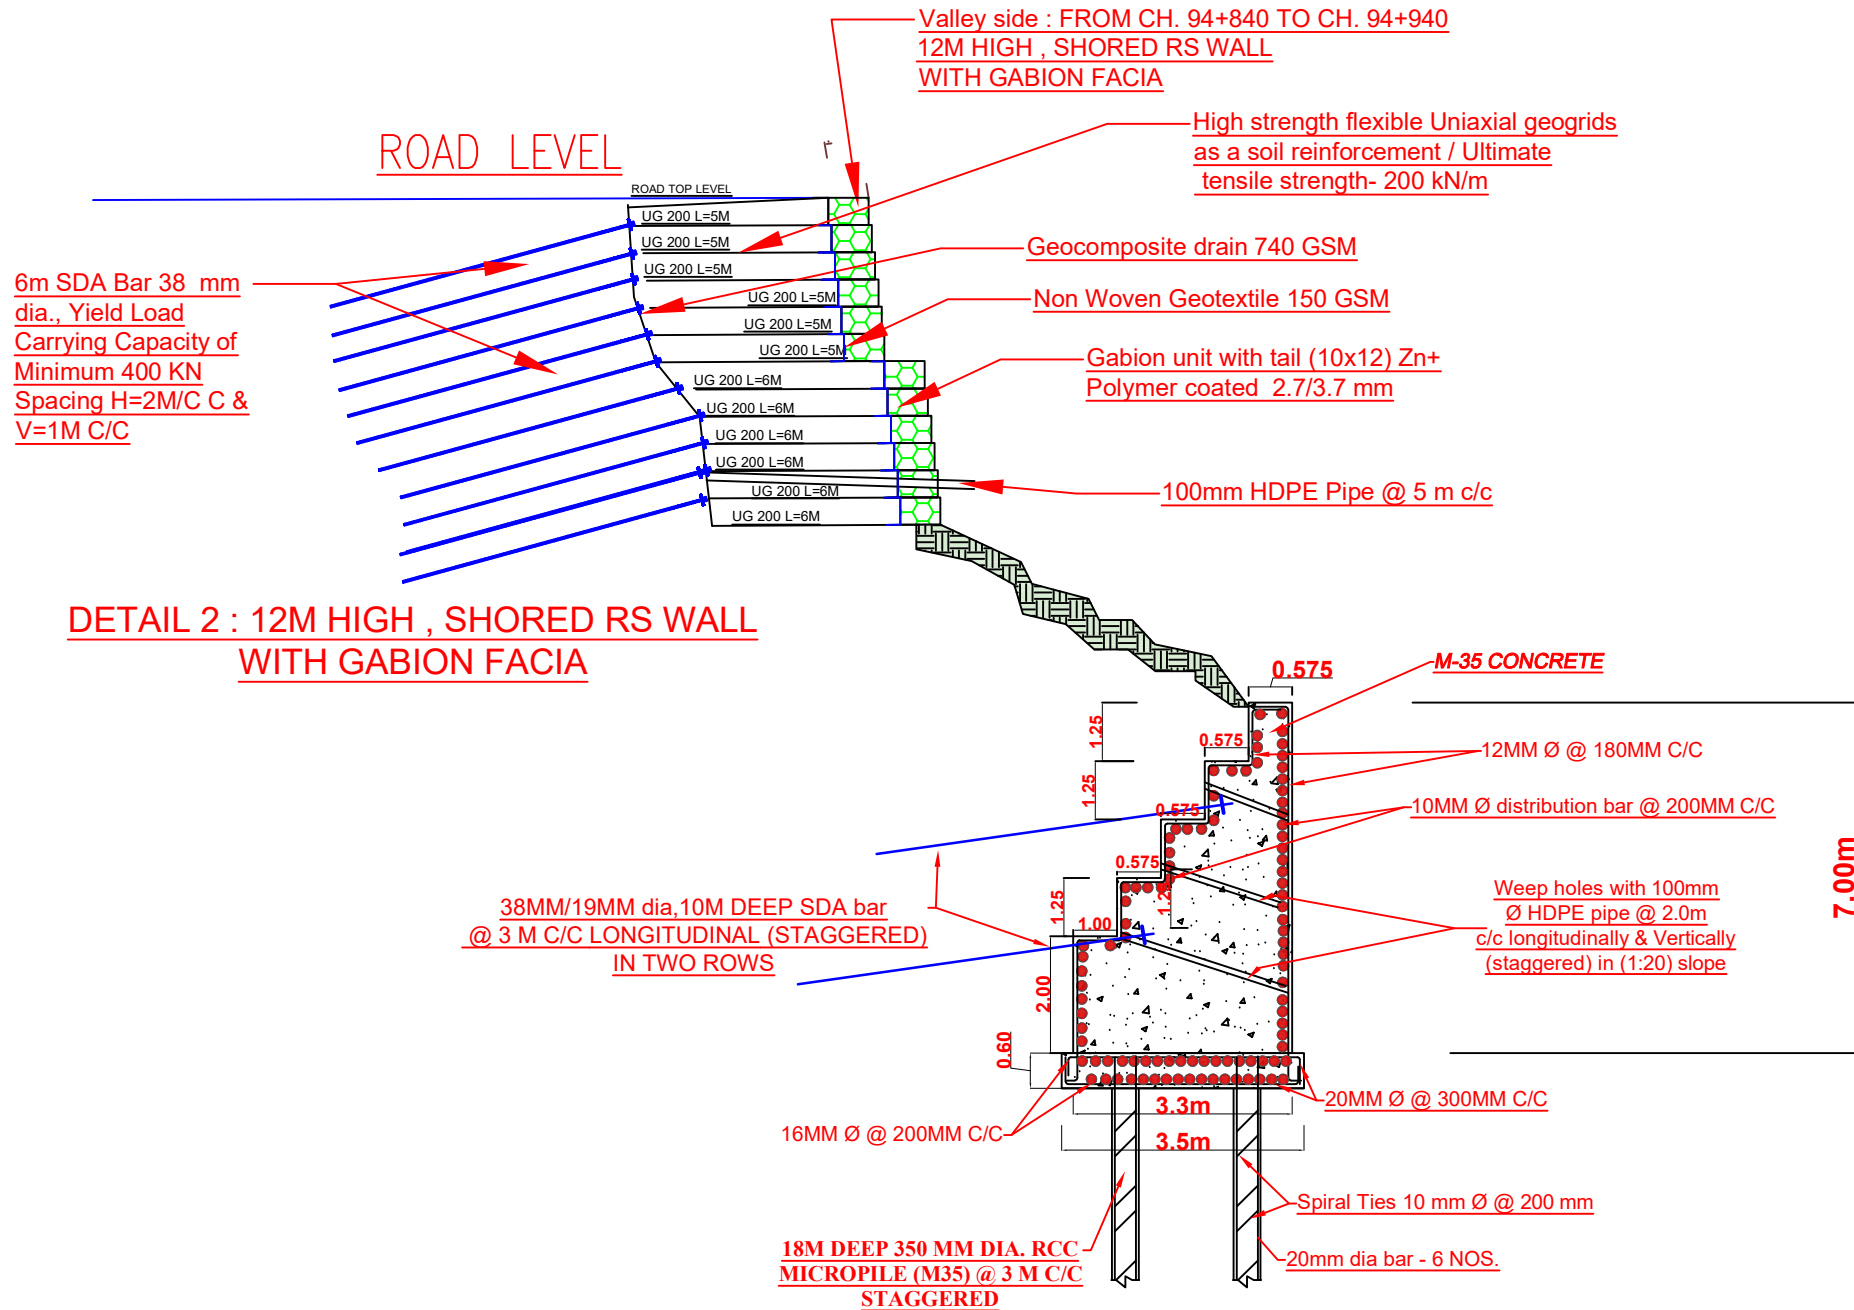 Valley side : FROM CH. 94+840 TO CH. 94+940
12M HIGH , SHORED RS WALL
WITH GABION FACIA
High strength flexible Uniaxial geogrids
as a soil reinforcement / Ultimate
tensile strength- 200 kN/m
ROAD LEVEL
ROAD TOP LEVEL
UG 200 L=5M
UG 200 L=5M
UG 200 L=5M
UG 200 L=5M
UG 200 L=5M
UG 200 L=5M
UG 200 L=6M
UG 200 L=6M
UG 200 L=6M
UG 200 L=6M
UG 200 L=6M
UG 200 L=6M
Geocomposite drain 740 GSM
Non Woven Geotextile 150 GSM
Gabion unit with tail (10x12) Zn+
Polymer coated 2.7/3.7 mm
100mm HDPE Pipe @ 5 m c/c
6m SDA Bar 38 mm
dia., Yield Load
Carrying Capacity of
Minimum 400 KN
Spacing H=2M/C C &
V=1M C/C
DETAIL 2 : 12M HIGH , SHORED RS WALL
WITH GABION FACIA
0.575
M-35 CONCRETE
1.25
0.575
12MM Ø @ 180MM C/C
1.25
0.575
10MM Ø distribution bar @ 200MM C/C
0.575
7.00m
1.25
1.25
1.00
38MM/19MM dia,10M DEEP SDA bar
@ 3 M C/C LONGITUDINAL (STAGGERED)
IN TWO ROWS
Weep holes with 100mm
Ø HDPE pipe @ 2.0m
c/c longitudinally & Vertically
(staggered) in (1:20) slope
2.00
0.60
3.3m
20MM Ø @ 300MM C/C
16MM Ø @ 200MM C/C
3.5m
Spiral Ties 10 mm Ø @ 200 mm
18M DEEP 350 MM DIA. RCC
MICROPILE (M35) @ 3 M C/C
STAGGERED
20mm dia bar - 6 NOS.